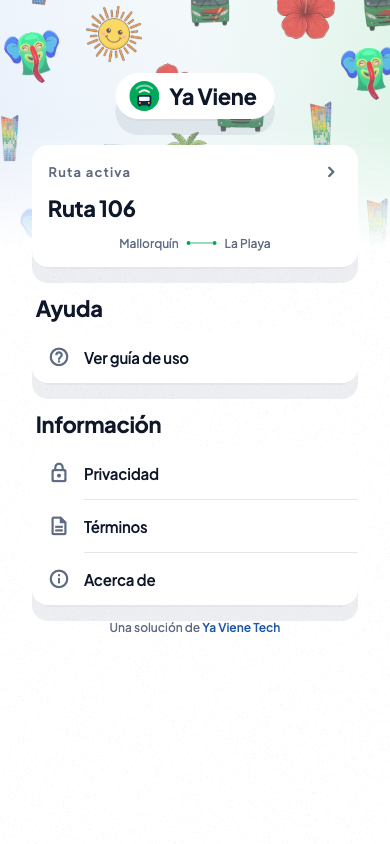 Ya Viene
Ruta activa
Ruta 106
Mallorquín La Playa
Ayuda
Ver guía de uso
Información
Privacidad
Términos
Acerca de
Una solución de Ya Viene Tech